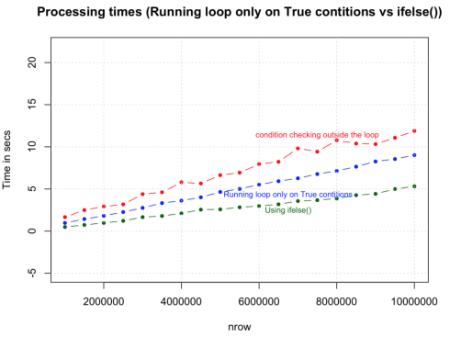 Processing times (Running loop only on True contitions vs ifelse())
Time in secs
20
15
10
5
0
-5
condition checking outside the loop
Running loop only on True contitions
Using ifelse()
2000000 4000000 6000000 8000000 10000000
nrow